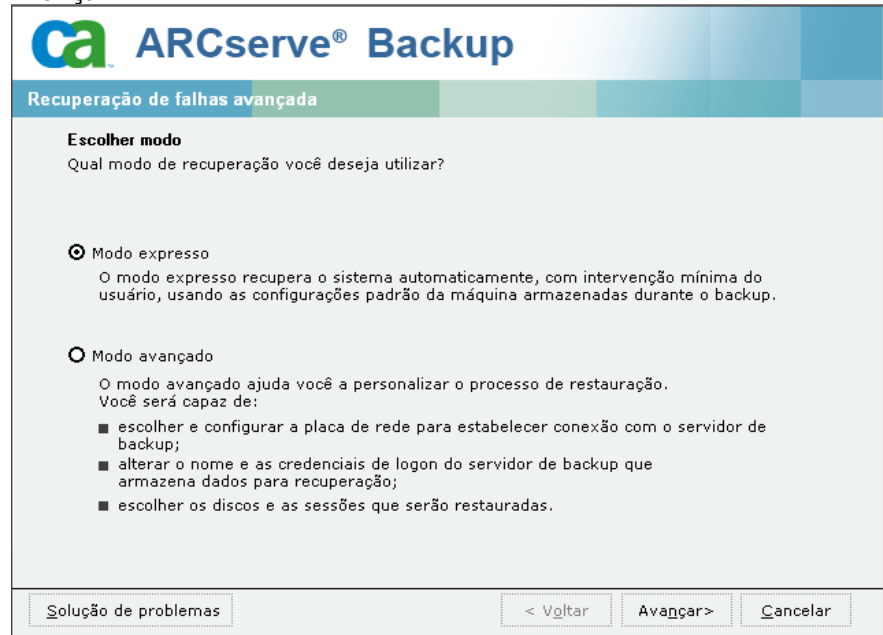 ca ARCserve® Backup
Recuperação de falhas avançada
Escolher modo
Qual modo de recuperação você deseja utilizar?
Modo expresso
O modo expresso recupera o sistema automaticamente, com intervenção mínima do
usuário, usando as configurações padrão da máquina armazenadas durante o backup.
Modo avançado
O modo avançado ajuda você a personalizar o processo de restauração.
Você será capaz de:
escolher e configurar a placa de rede para estabelecer conexão com o servidor de
backup;
alterar o nome e as credenciais de logon do servidor de backup que
armazena dados para recuperação;
escolher os discos e as sessões que serão restauradas.
Solução de problemas
< Voltar
Avançar>
Cancelar